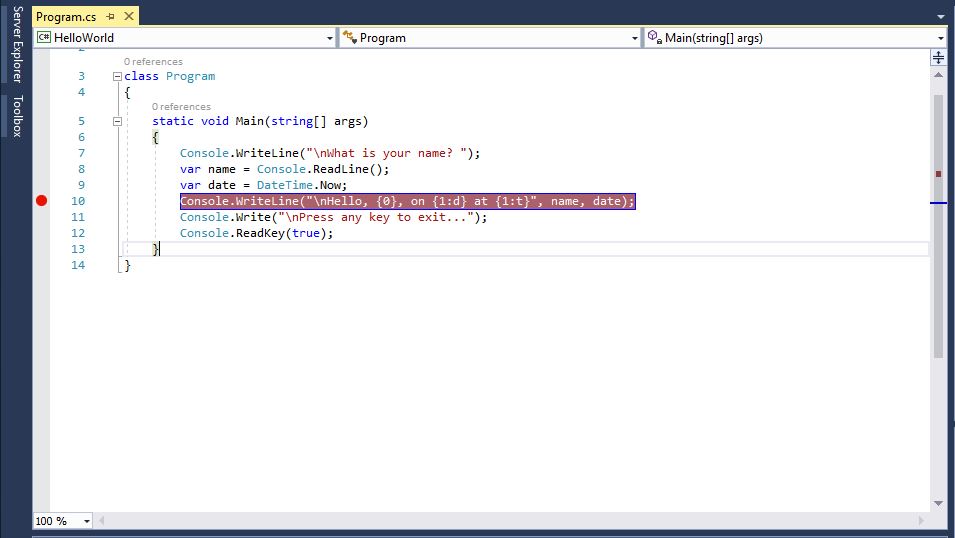 Server Explorer
Toolbox
Program.cs
C# HelloWorld
Program
Main(string[] args)
2
0 references
3 class Program
4 {
0 references
5 static void Main(string[] args)
6 {
7 Console.WriteLine("\nWhat is your name? ");
8 var name = Console.ReadLine();
9 var date = DateTime.Now;
10 Console.WriteLine("\nHello, {0}, on {1:d} at {1:t}", name, date);
11 Console.Write("\nPress any key to exit...");
12 Console.ReadKey(true);
13 }
14 }
100 %